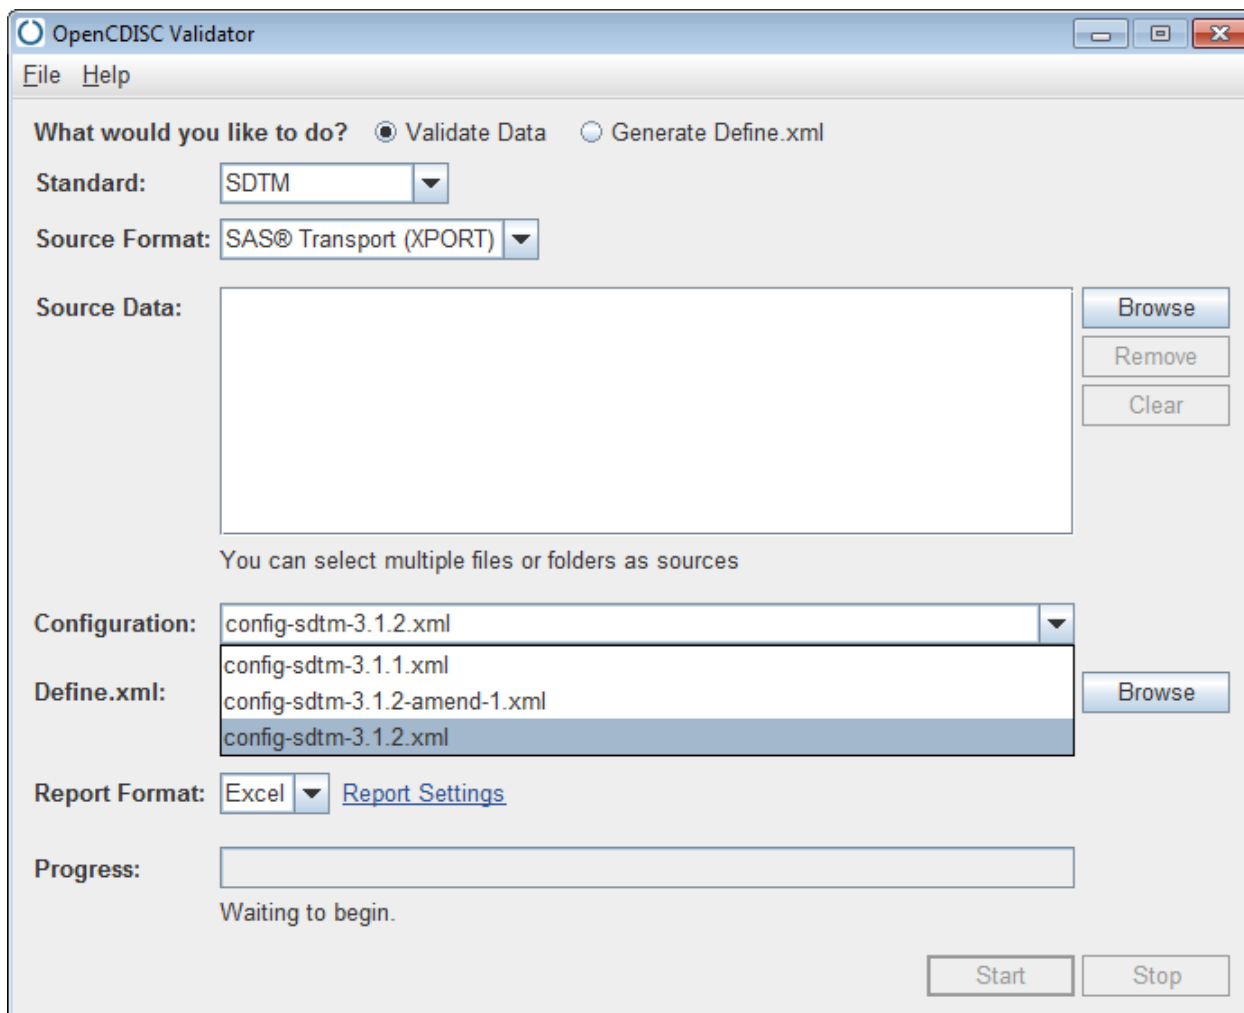 OpenCDISC Validator
File Help
What would you like to do? Validate Data Generate Define.xml
Standard: SDTM
Source Format: SAS® Transport (XPORT)
Source Data: Browse
Remove
Clear
You can select multiple files or folders as sources
Configuration: config-sdtm-3.1.2.xml
config-sdtm-3.1.1.xml
Define.xml: Browse
config-sdtm-3.1.2-amend-1.xml
config-sdtm-3.1.2.xml
Report Format: Excel Report Settings
Progress:
Waiting to begin.
Start Stop